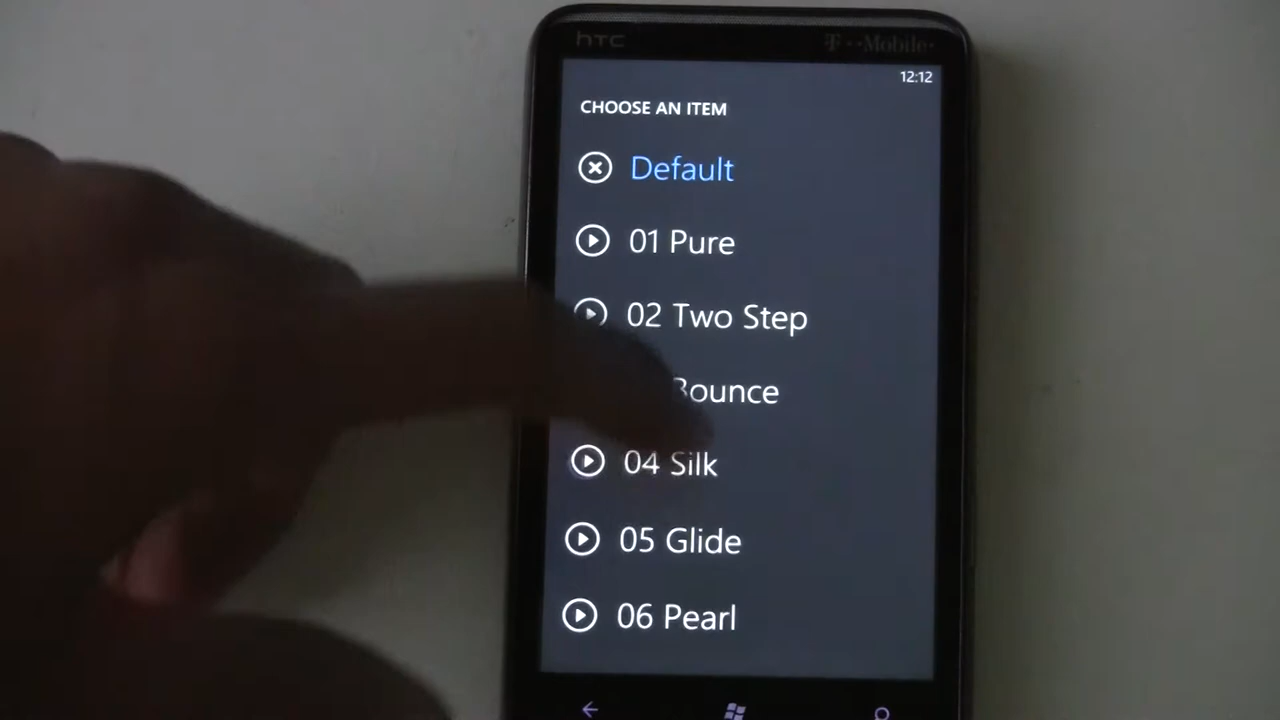 hTC
T··Mobile·
12:12
CHOOSE AN ITEM
Default
01 Pure
02 Two Step
Bounce
04 Silk
05 Glide
06 Pearl